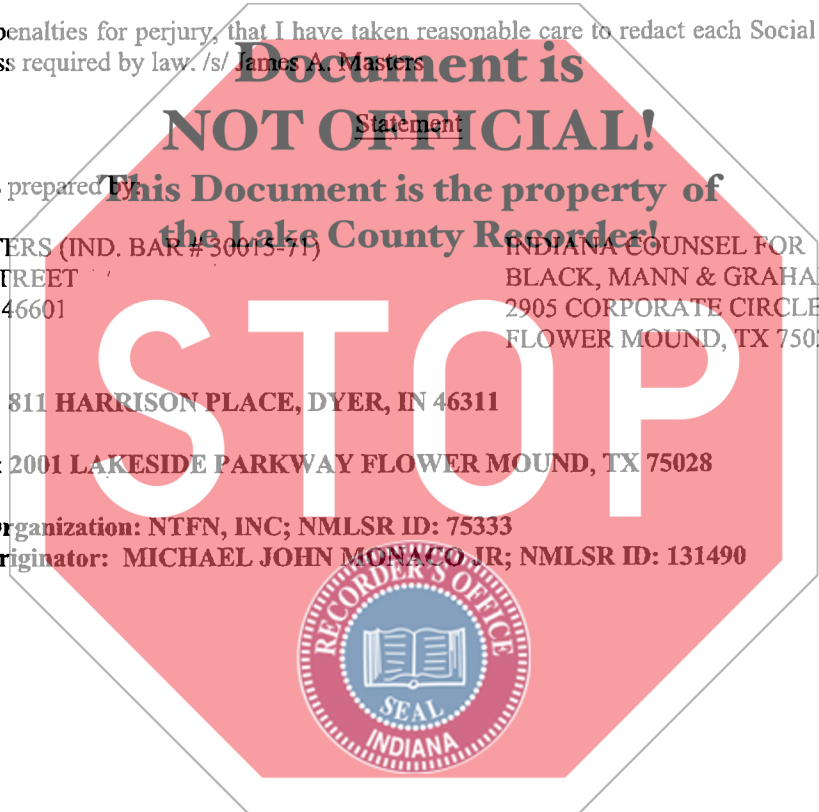 penalties for perjury, that I have taken reasonable care to redact each Social
ss required by law. /s/ James A. Masters
Document is
NOT OFFICIAL!
Statement
prepared by:
This Document is the property of
the Lake County Recorder!
TERS (IND. BAR # 30015-71)
INDIANA COUNSEL FOR
TREET
BLACK, MANN & GRAHA
46601
2905 CORPORATE CIRCLE
FLOWER MOUND, TX 750
STOP
811 HARRISON PLACE, DYER, IN 46311
: 2001 LAKESIDE PARKWAY FLOWER MOUND, TX 75028
rganization: NTFN, INC; NMLSR ID: 75333
riginator: MICHAEL JOHN MONACO JR; NMLSR ID: 131490
RECORDER'S OFFICE
SEAL
INDIANA